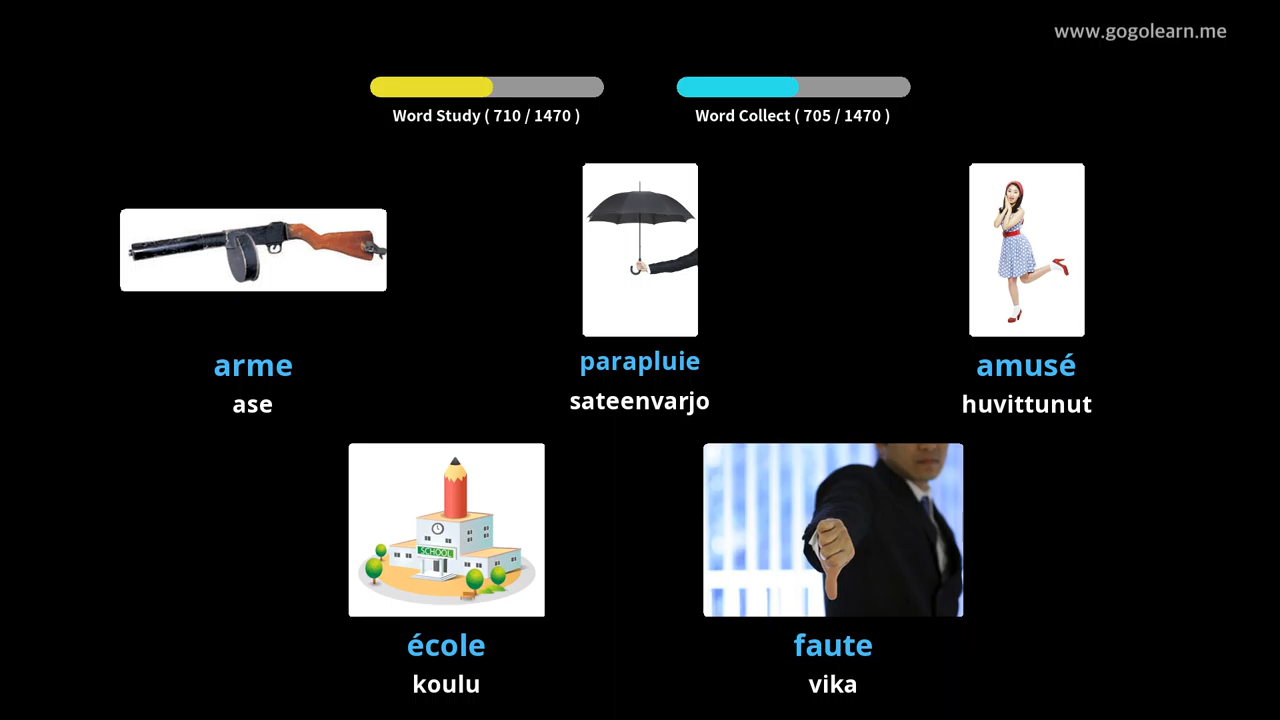 www.gogolearn.me
Word Study ( 710 / 1470 )
Word Collect ( 705 / 1470 )
arme
ase
parapluie
sateenvarjo
amusé
huvittunut
SCHOOL
école
koulu
faute
vika